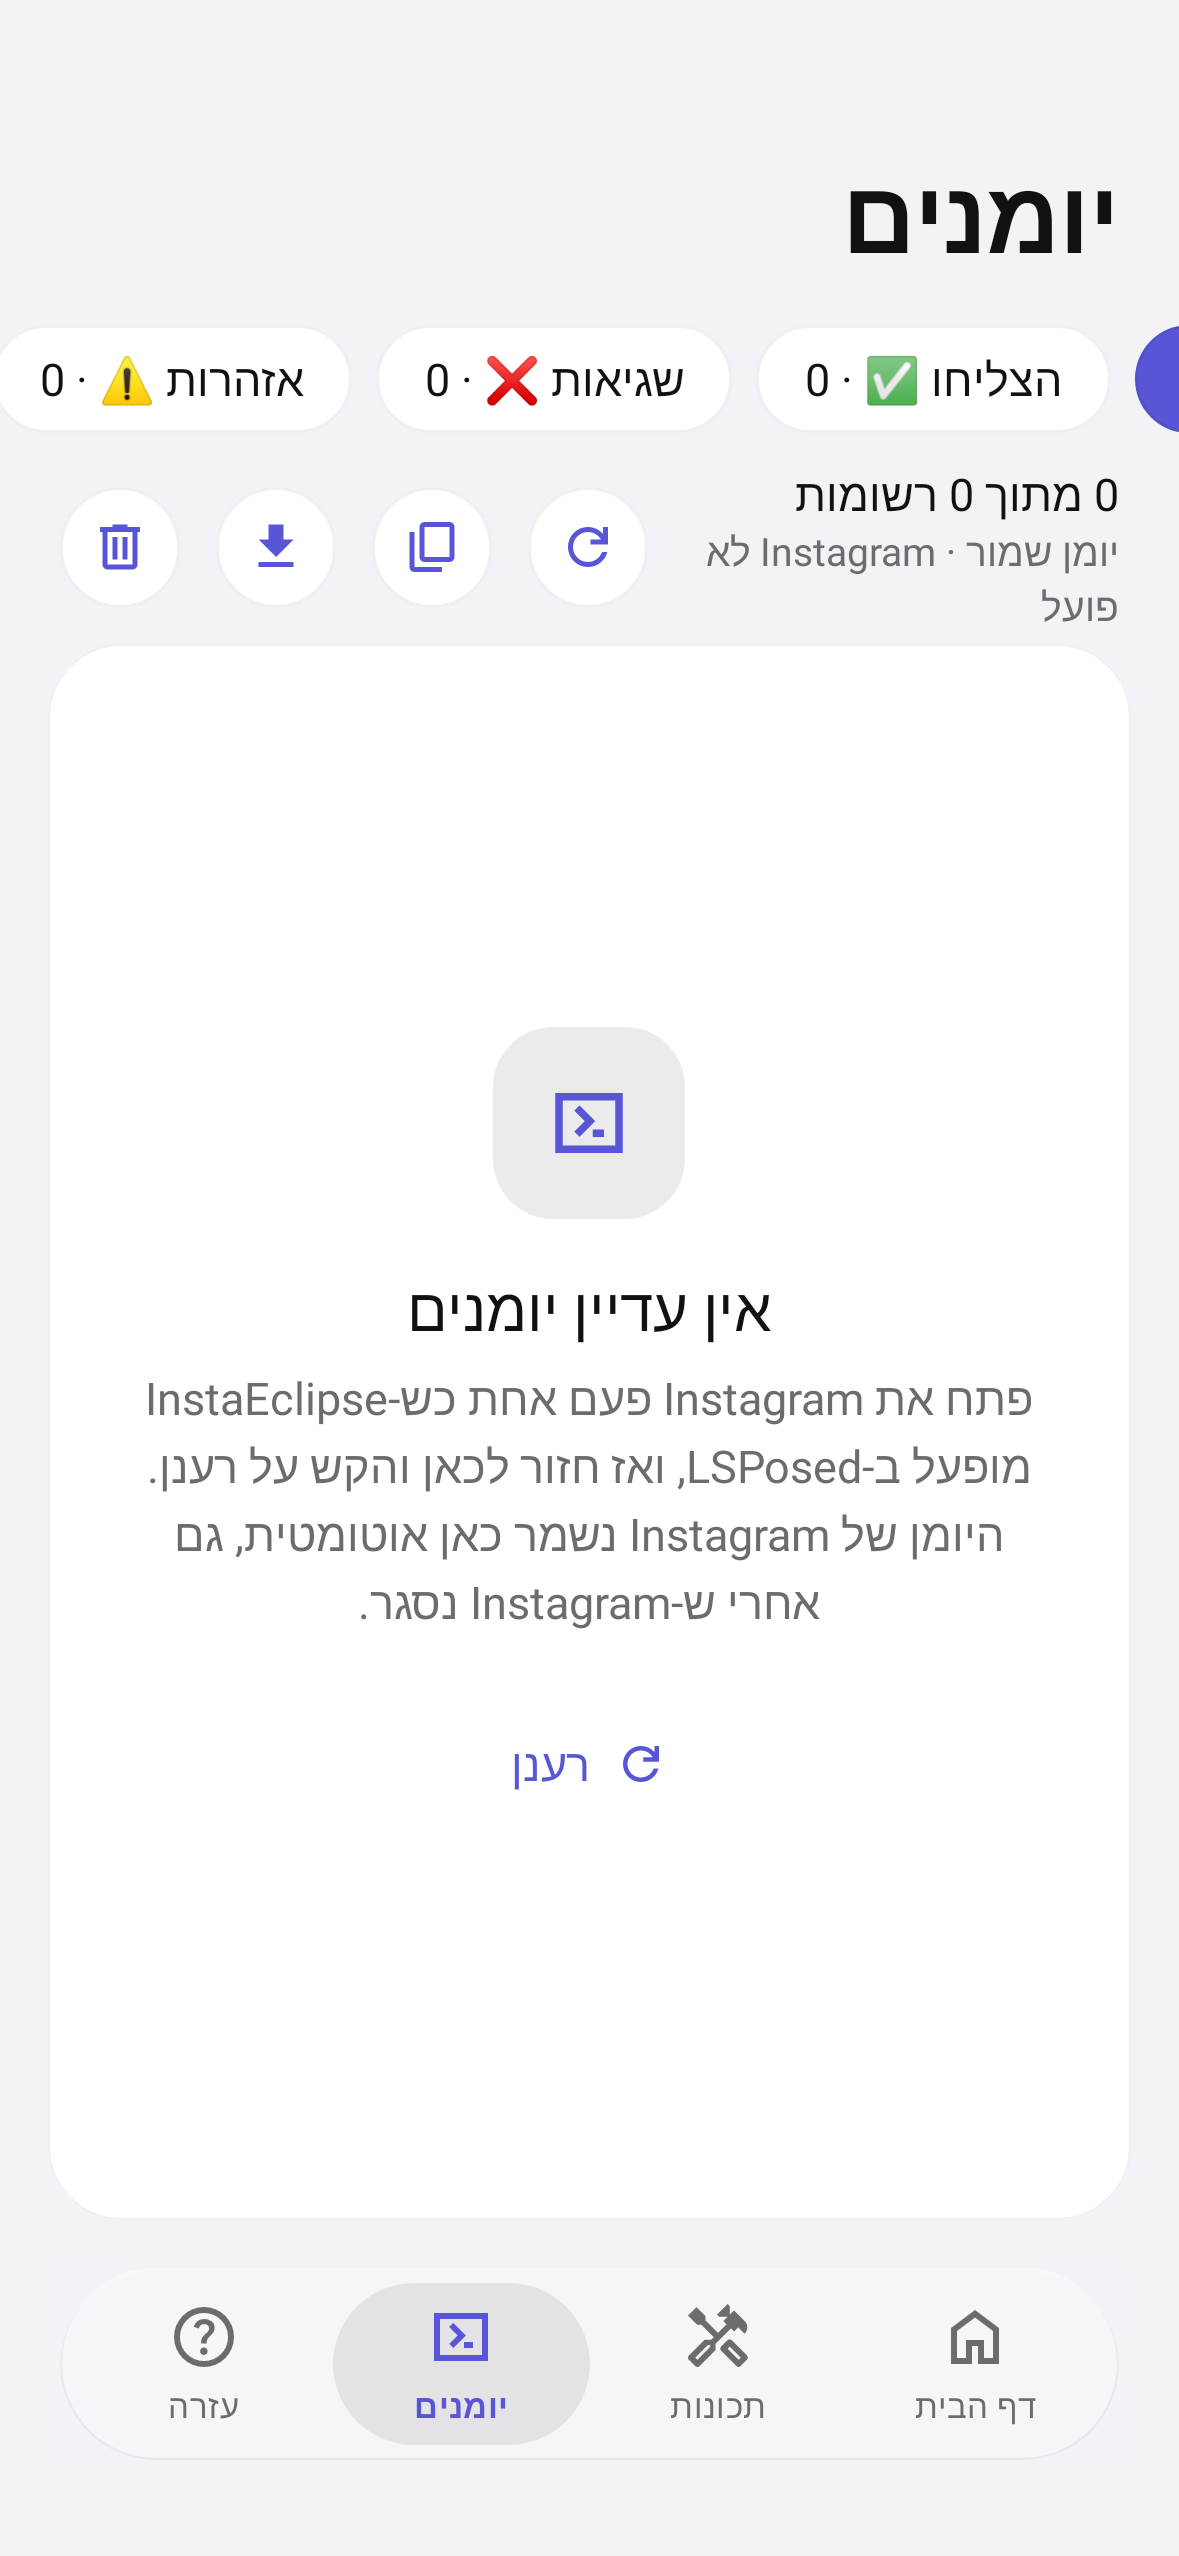 יומנים
הצליחו ✅ · 0
שגיאות ❌ · 0
אזהרות ⚠️ · 0
0 מתוך 0 רשומות
יומן שמור · Instagram לא
פועל
אין עדיין יומנים
פתח את Instagram פעם אחת כש-InstaEclipse
מופעל ב-LSPosed, ואז חזור לכאן והקש על רענן.
היומן של Instagram נשמר כאן אוטומטית, גם
אחרי ש-Instagram נסגר.
רענן
דף הבית
תכונות
יומנים
עזרה